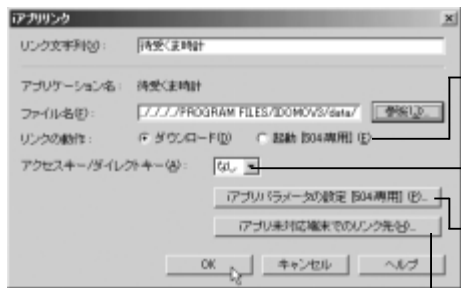 iアプリリンク
リンク文字列(V): 待受くま時計
アプリケーション名: 待受くま時計
ファイル名(F): /../../../PROGRAM FILES/IDOMOVS/data/ 参照(J)...
リンクの動作: ダウンロード(D) 起動 [504専用] (E)
アクセスキー/ダイレクトキー(A): なし
iアプリパラメータの設定 [504専用] (P)...
iアプリ未対応端末でのリンク先(H)...
OK キャンセル ヘルプ